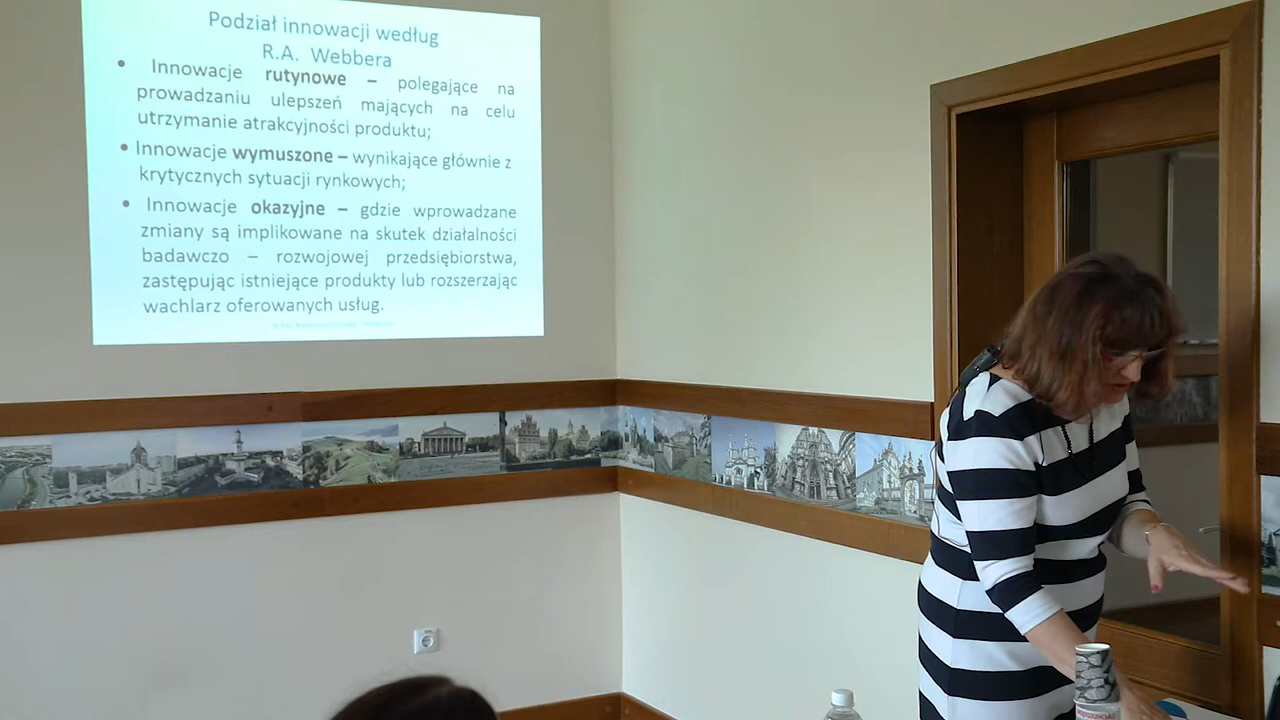 Podział innowacji według
R.A. Webbera
• Innowacje rutynowe – polegające na
prowadzaniu ulepszeń mających na celu
utrzymanie atrakcyjności produktu;
• Innowacje wymuszone – wynikające głównie z
krytycznych sytuacji rynkowych;
• Innowacje okazyjne – gdzie wprowadzane
zmiany są implikowane na skutek działalności
badawczo – rozwojowej przedsiębiorstwa,
zastępując istniejące produkty lub rozszerzając
wachlarz oferowanych usług.